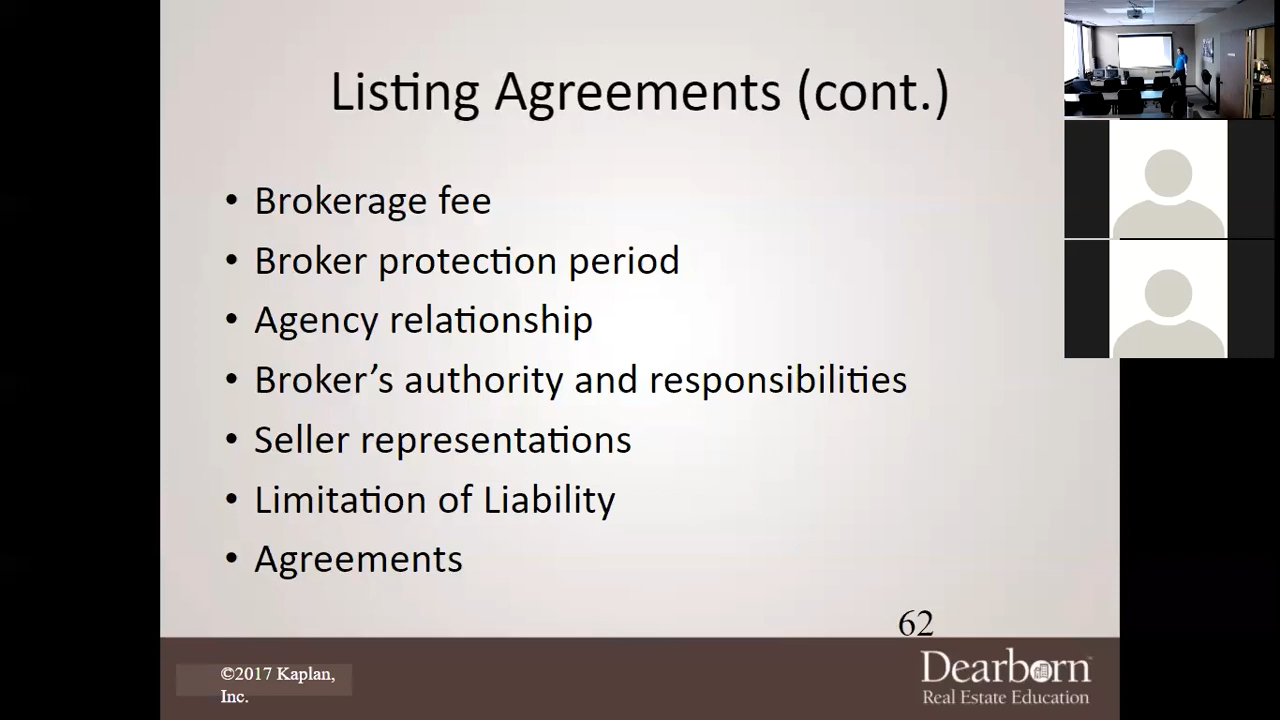 Listing Agreements (cont.)
• Brokerage fee
• Broker protection period
• Agency relationship
• Broker’s authority and responsibilities
• Seller representations
• Limitation of Liability
• Agreements
62
©2017 Kaplan,
Inc.
Dearborn
Real Estate Education